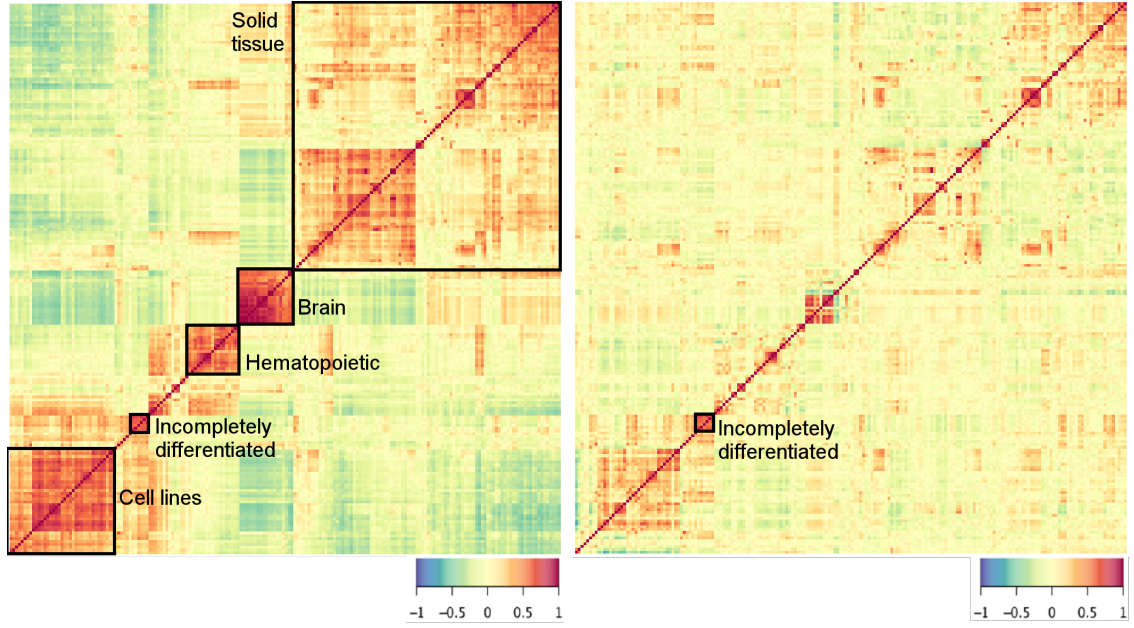 Solid
tissue
Brain
Hematopoietic
Incompletely
differentiated
Cell lines
Incompletely
differentiated
−1 −0.5 0 0.5 1
−1 −0.5 0 0.5 1